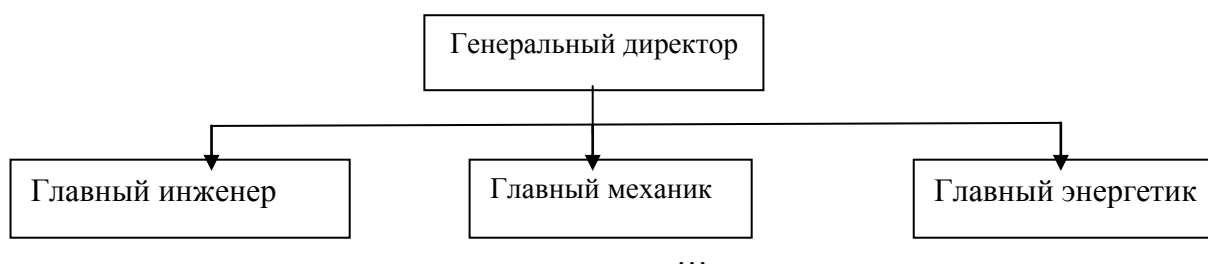 Генеральный директор
Главный инженер
Главный механик
Главный энергетик
...